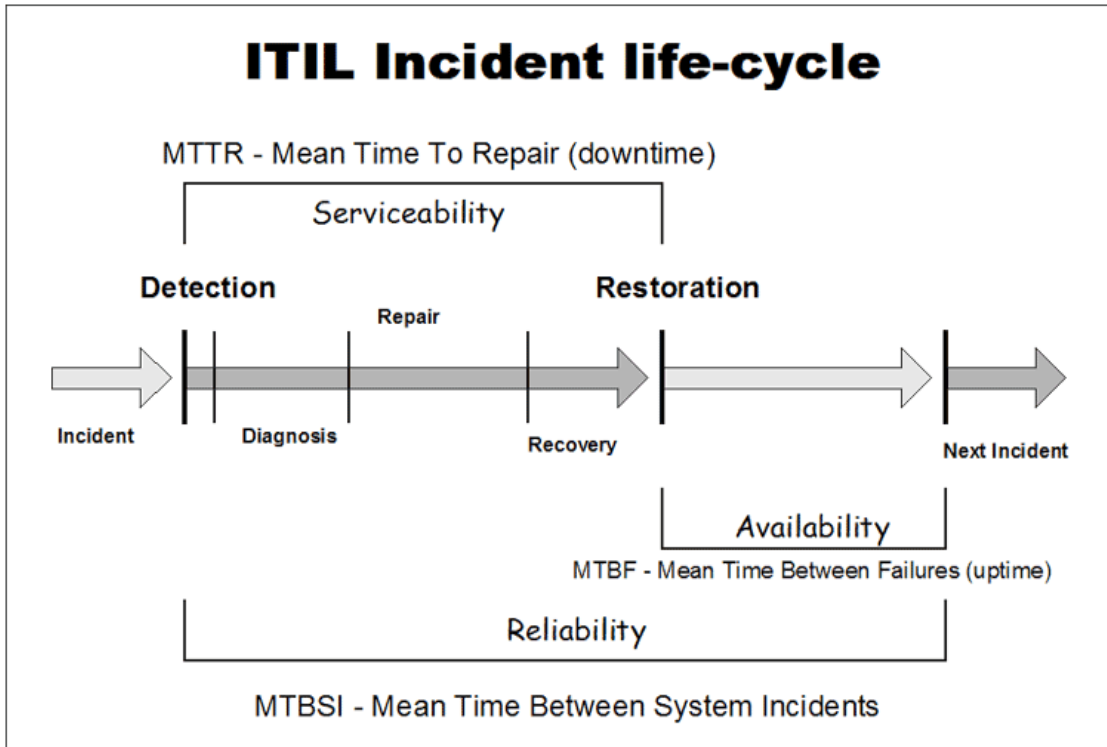 ITIL Incident life-cycle
MTTR - Mean Time To Repair (downtime)
Serviceability
Detection
Restoration
Repair
Incident
Diagnosis
Recovery
Next Incident
Availability
MTBF - Mean Time Between Failures (uptime)
Reliability
MTBSI - Mean Time Between System Incidents